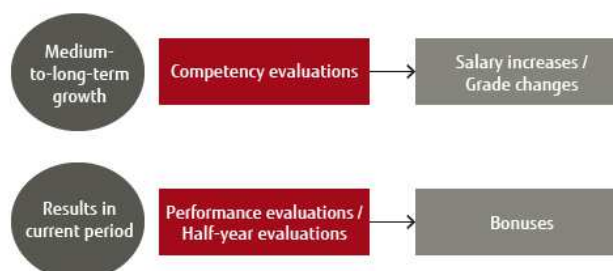 Medium-
to-long-term
growth
Competency evaluations
Salary increases /
Grade changes
Results in
current period
Performance evaluations /
Half-year evaluations
Bonuses